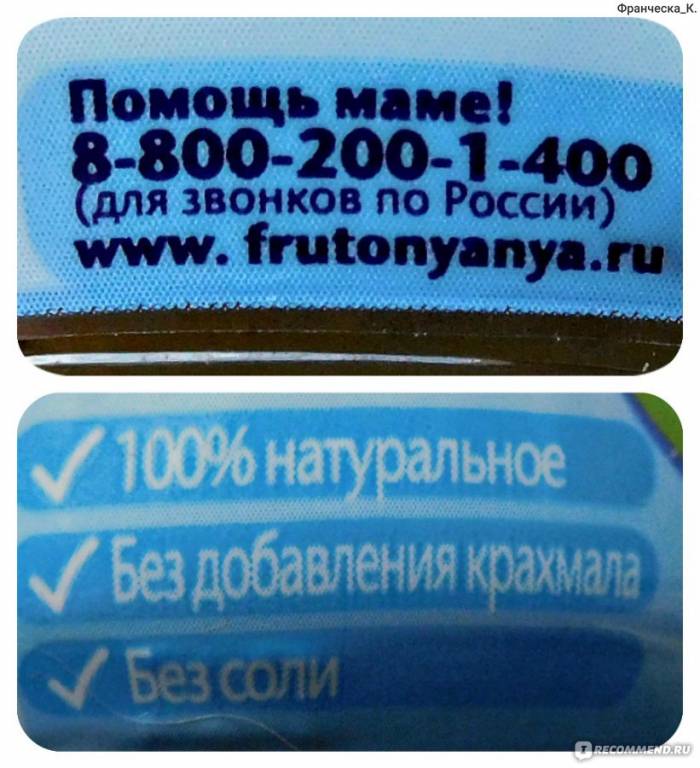 Франческа_К.
Помощь маме!
8-800-200-1-400
(для звонков по России)
www. frutonyanya.ru
100% натуральное
Без добавления крахмала
Без соли
RECOMMEND.RU